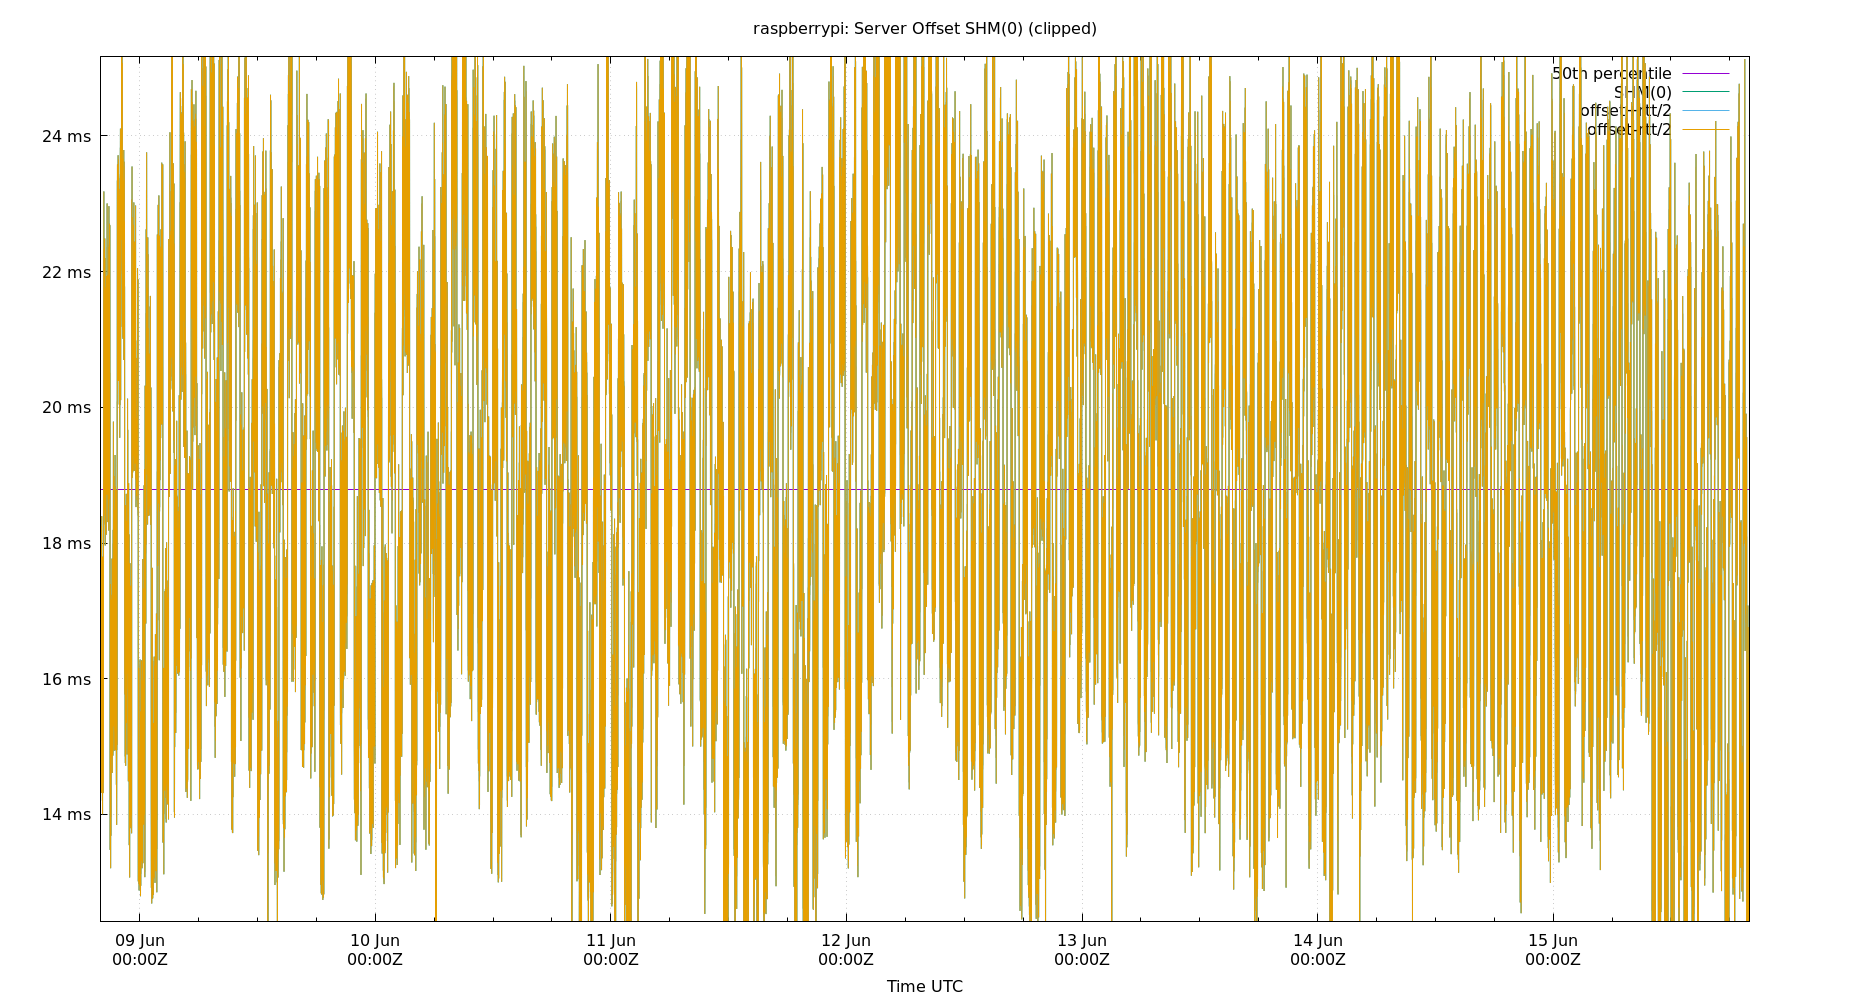 raspberrypi: Server Offset SHM(0) (clipped)
50th percentile
SHM(0)
offset+rtt/2
offset-rtt/2
24 ms
22 ms
20 ms
18 ms
16 ms
14 ms
09 Jun 10 Jun 11 Jun 12 Jun 13 Jun 14 Jun 15 Jun
00:00Z 00:00Z 00:00Z 00:00Z 00:00Z 00:00Z 00:00Z
Time UTC